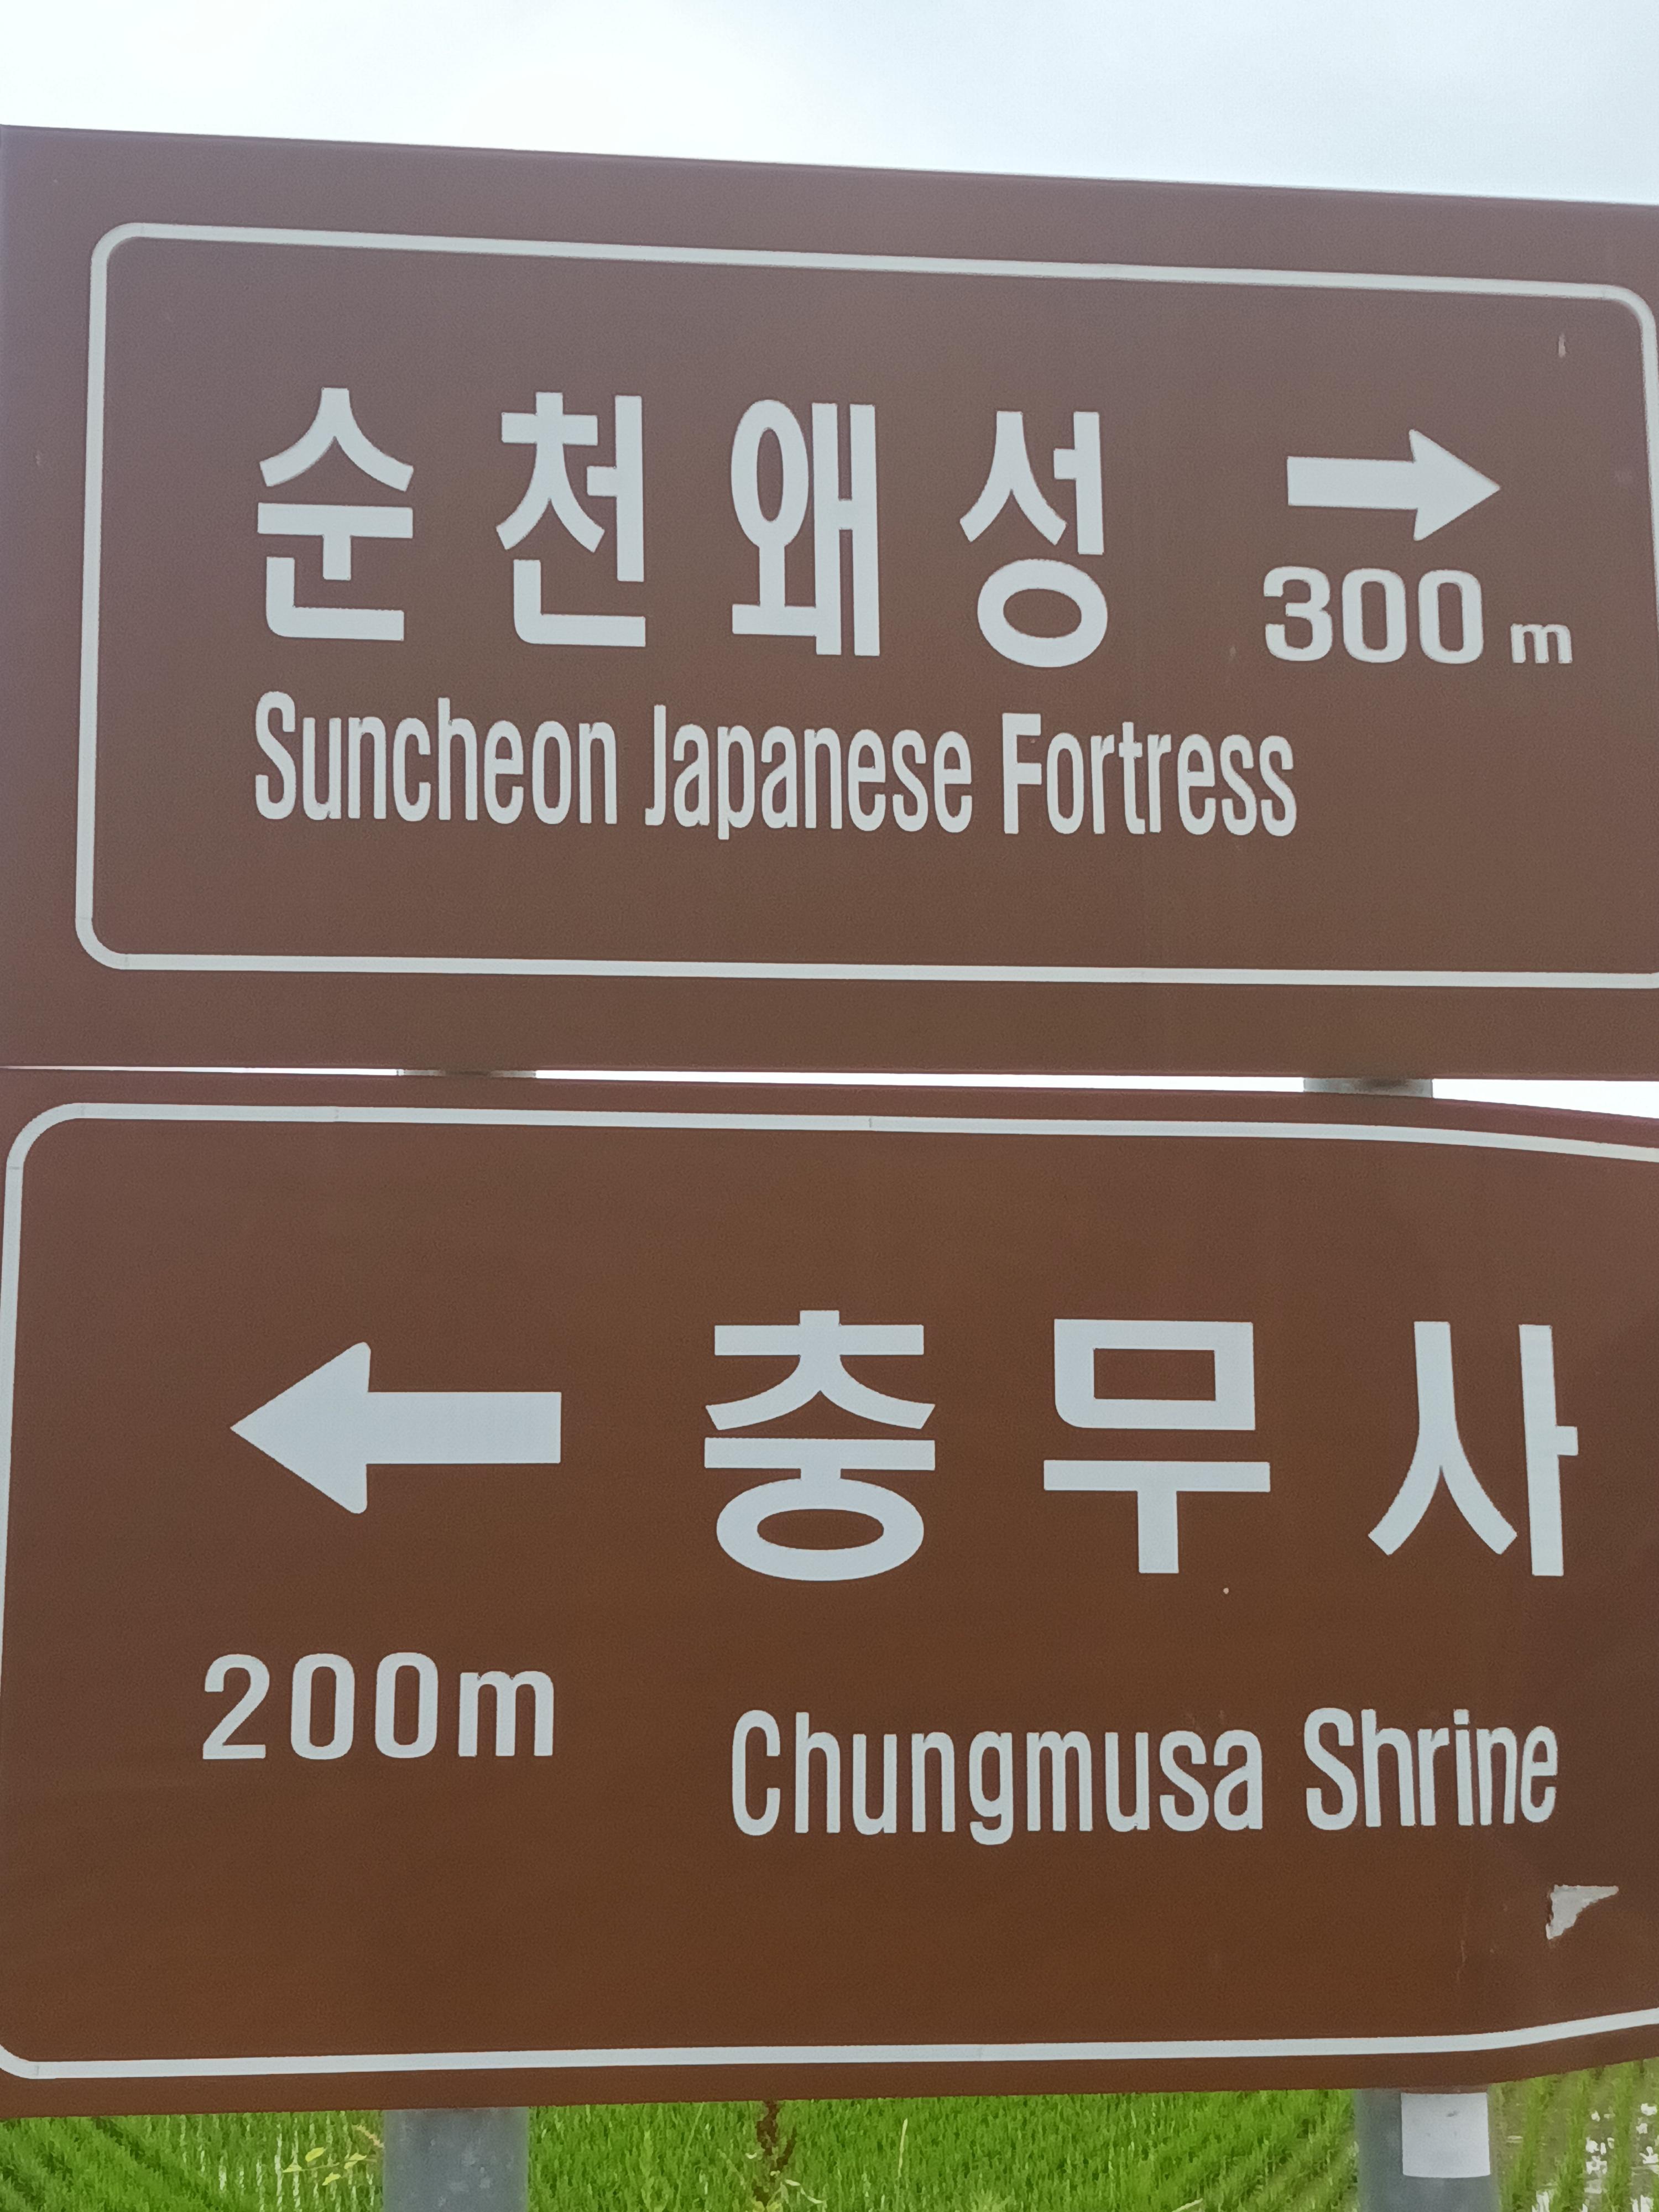 순천왜성
300m
Suncheon Japanese Fortress
충무사
200m
Chungmusa Shrine